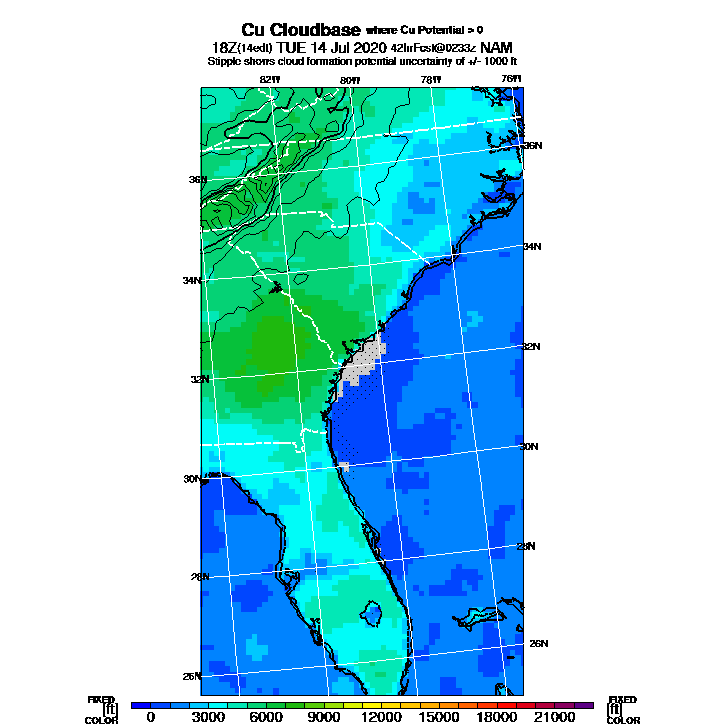 Cu Cloudbase where Cu Potential > 0
18Z(14edt) TUE 14 Jul 2020 42hrFcst@0233z NAM
Stipple shows cloud formation potential uncertainty of +/- 1000 ft
82W 80W 78W 76W
36N
36N
34N
34N
32N
32N
30N
30N
28N
28N
26N
26N
FIXED FIXED
[ft] 0 3000 6000 9000 12000 15000 18000 21000 [ft]
COLOR COLOR